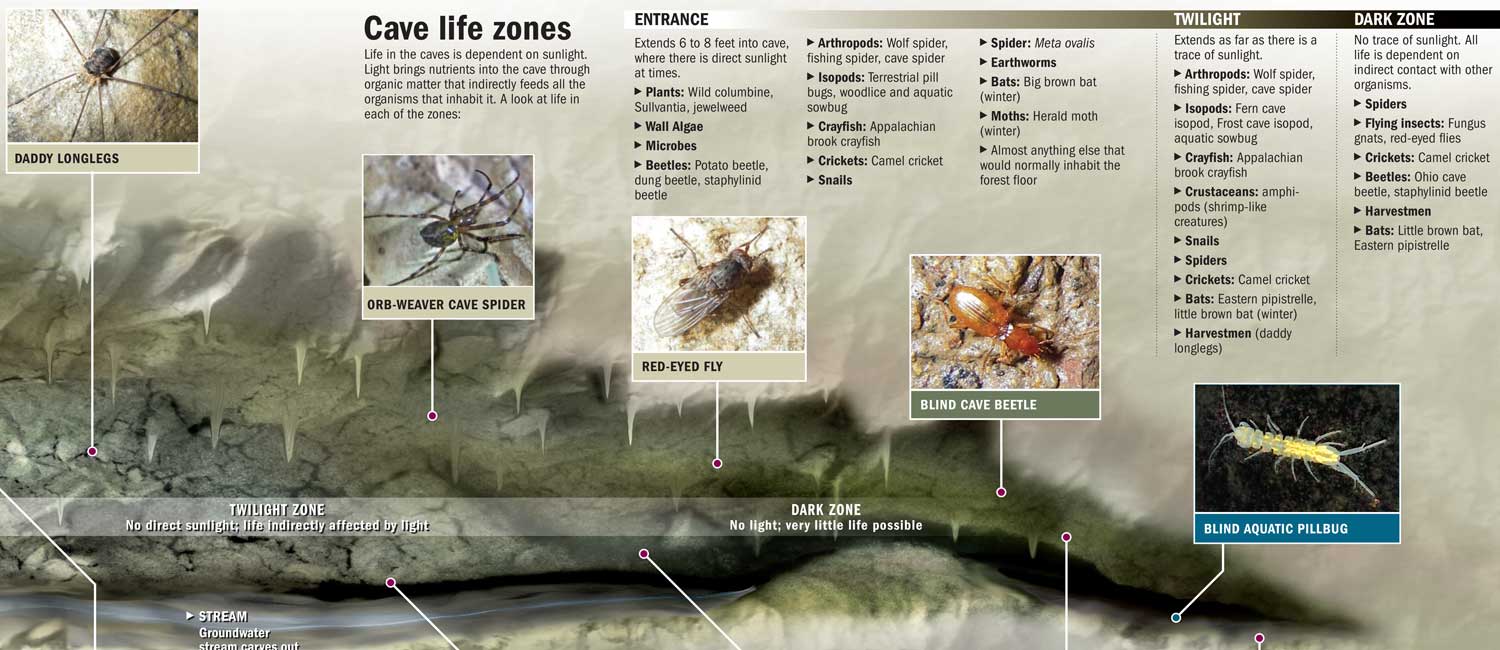 Cave life zones
Life in the caves is dependent on sunlight.
Light brings nutrients into the cave through
organic matter that indirectly feeds all the
organisms that inhabit it. A look at life in
each of the zones:
DADDY LONGLEGS
ORB-WEAVER CAVE SPIDER
ENTRANCE
Extends 6 to 8 feet into cave,
where there is direct sunlight
at times.
▶ Plants: Wild columbine,
Sullvantia, jewelweed
▶ Wall Algae
▶ Microbes
▶ Beetles: Potato beetle,
dung beetle, staphylinid
beetle
▶ Arthropods: Wolf spider,
fishing spider, cave spider
▶ Isopods: Terrestrial pill
bugs, woodlice and aquatic
sowbug
▶ Crayfish: Appalachian
brook crayfish
▶ Crickets: Camel cricket
▶ Snails
▶ Spider: Meta ovalis
▶ Earthworms
▶ Bats: Big brown bat
(winter)
▶ Moths: Herald moth
(winter)
▶ Almost anything else that
would normally inhabit the
forest floor
TWILIGHT
Extends as far as there is a
trace of sunlight.
▶ Arthropods: Wolf spider,
fishing spider, cave spider
▶ Isopods: Fern cave
isopod, Frost cave isopod,
aquatic sowbug
▶ Crayfish: Appalachian
brook crayfish
▶ Crustaceans: amphi-
pods (shrimp-like
creatures)
▶ Snails
▶ Spiders
▶ Crickets: Camel cricket
▶ Bats: Eastern pipistrelle,
little brown bat (winter)
▶ Harvestmen (daddy
longlegs)
DARK ZONE
No trace of sunlight. All
life is dependent on
indirect contact with other
organisms.
▶ Spiders
▶ Flying insects: Fungus
gnats, red-eyed flies
▶ Crickets: Camel cricket
▶ Beetles: Ohio cave
beetle, staphylinid beetle
▶ Harvestmen
▶ Bats: Little brown bat,
Eastern pipistrelle
RED-EYED FLY
BLIND CAVE BEETLE
BLIND AQUATIC PILLBUG
TWILIGHT ZONE
No direct sunlight; life indirectly affected by light
DARK ZONE
No light; very little life possible
▶ STREAM
Groundwater
stream carves out